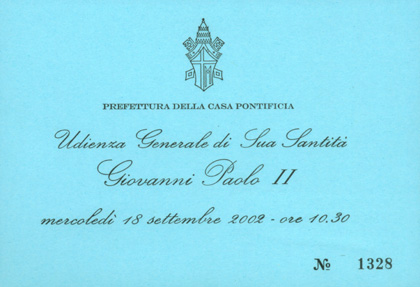 PREFETTURA DELLA CASA PONTIFICIA
Udienza Generale di Sua Santità
Giovanni Paolo II
mercoledì 18 settembre 2002 - ore 10.30
Nº 1328